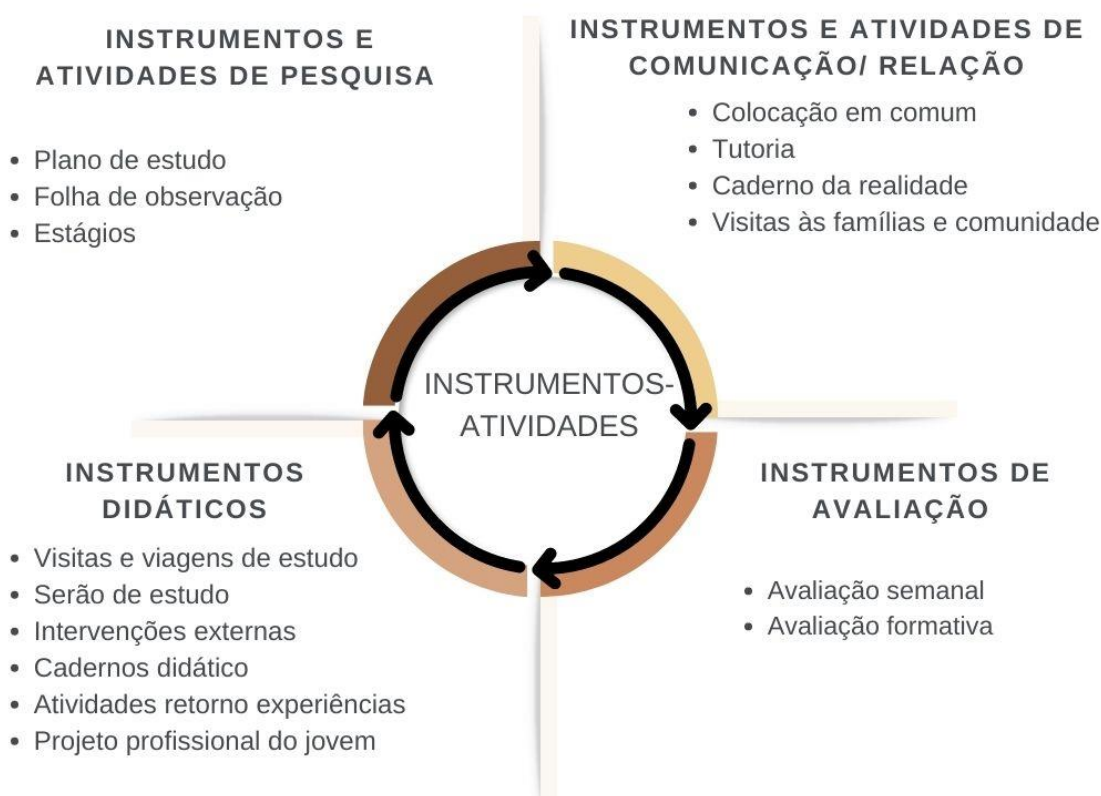 INSTRUMENTOS E
ATIVIDADES DE PESQUISA
• Plano de estudo
• Folha de observação
• Estágios
INSTRUMENTOS E ATIVIDADES DE
COMUNICAÇÃO/ RELAÇÃO
• Colocação em comum
• Tutoria
• Caderno da realidade
• Visitas às famílias e comunidade
INSTRUMENTOS-
ATIVIDADES
INSTRUMENTOS
DIDÁTICOS
• Visitas e viagens de estudo
• Serão de estudo
• Intervenções externas
• Cadernos didático
• Atividades retorno experiências
• Projeto profissional do jovem
INSTRUMENTOS DE
AVALIAÇÃO
• Avaliação semanal
• Avaliação formativa